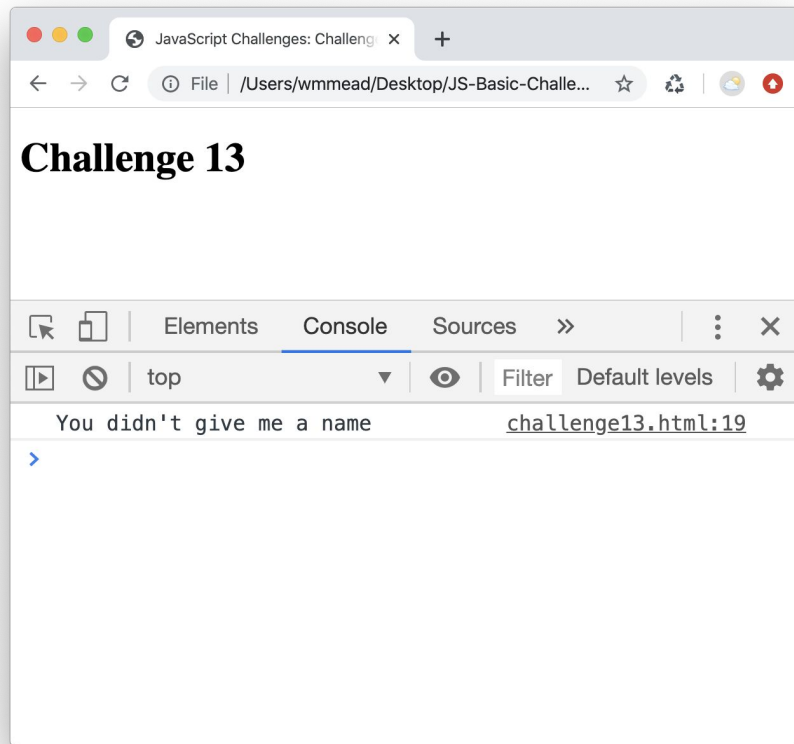 JavaScript Challenges: Challeng
File /Users/wmmead/Desktop/JS-Basic-Challe...
Challenge 13
Elements Console Sources
top Filter Default levels
You didn't give me a name challenge13.html:19